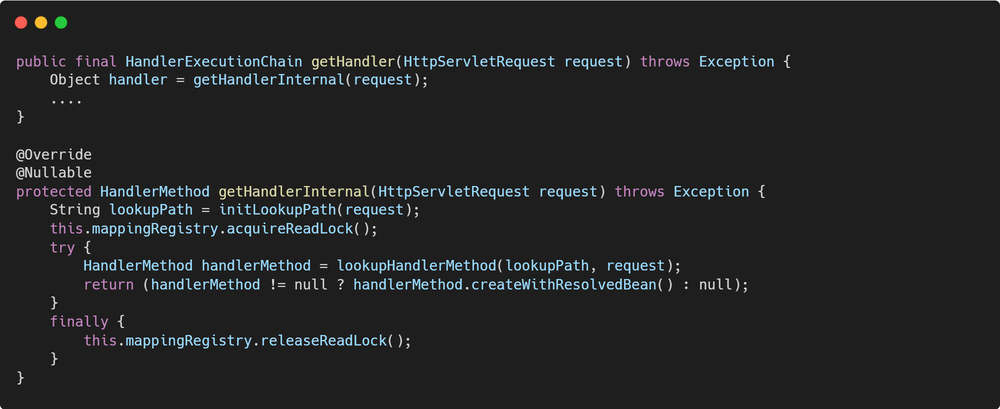 public final HandlerExecutionChain getHandler(HttpServletRequest request) throws Exception {
    Object handler = getHandlerInternal(request);
    ....
}

@Override
@Nullable
protected HandlerMethod getHandlerInternal(HttpServletRequest request) throws Exception {
    String lookupPath = initLookupPath(request);
    this.mappingRegistry.acquireReadLock();
    try {
        HandlerMethod handlerMethod = lookupHandlerMethod(lookupPath, request);
        return (handlerMethod != null ? handlerMethod.createWithResolvedBean() : null);
    }
    finally {
        this.mappingRegistry.releaseReadLock();
    }
}